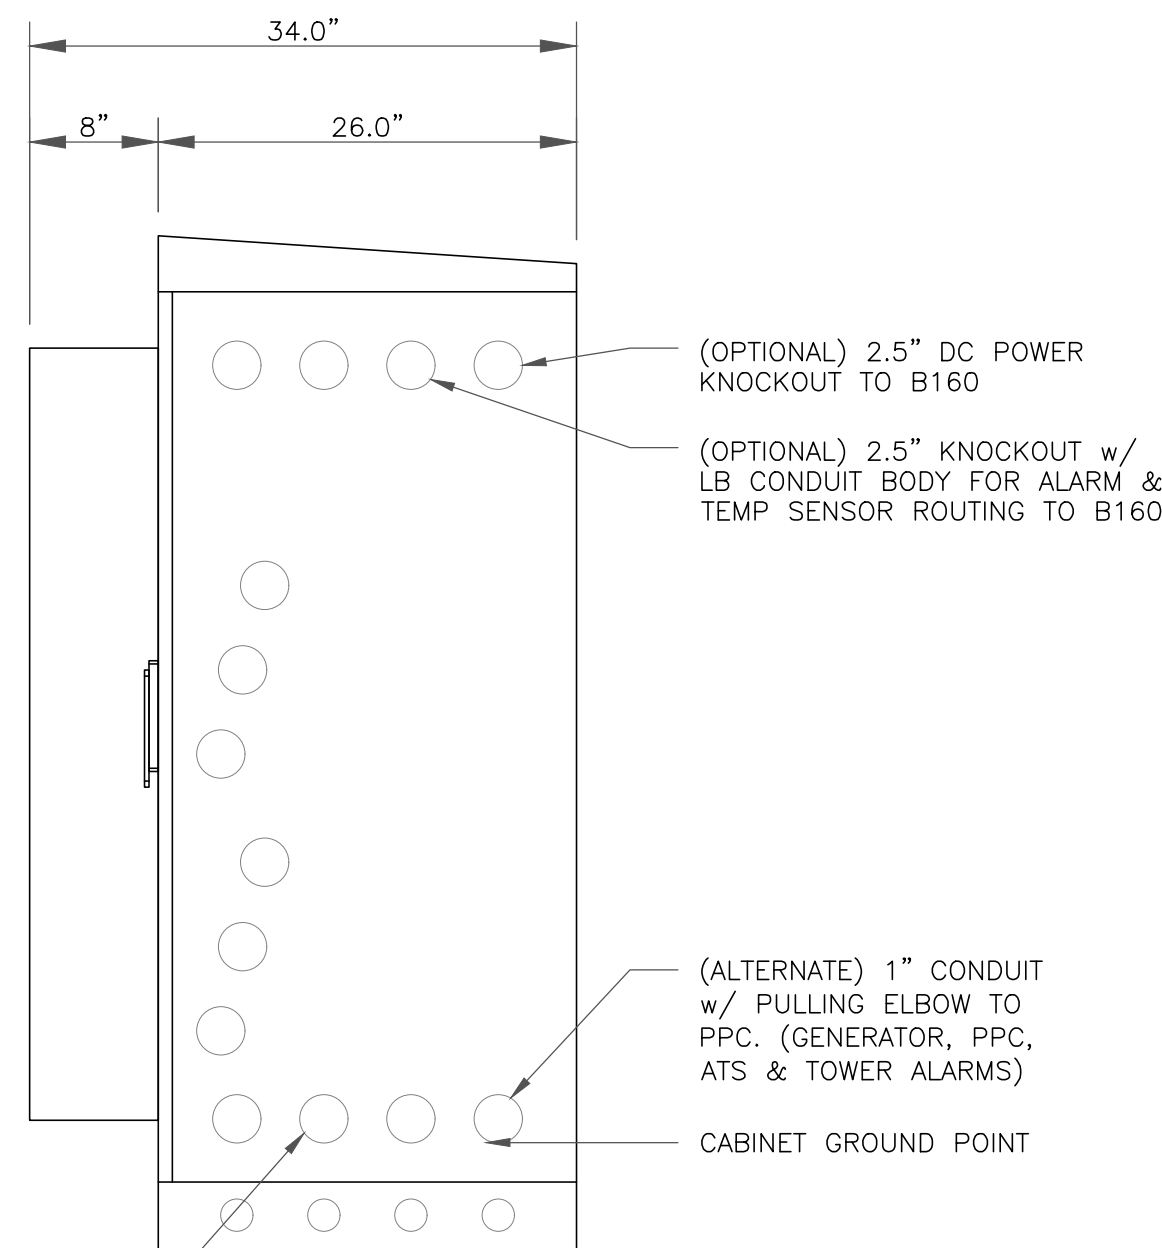 34.0”
8”
26.0”
(OPTIONAL) 2.5” DC POWER
KNOCKOUT TO B160
(OPTIONAL) 2.5” KNOCKOUT w/
LB CONDUIT BODY FOR ALARM &
TEMP SENSOR ROUTING TO B160
(ALTERNATE) 1” CONDUIT
w/ PULLING ELBOW TO
PPC. (GENERATOR, PPC,
ATS & TOWER ALARMS)
CABINET GROUND POINT